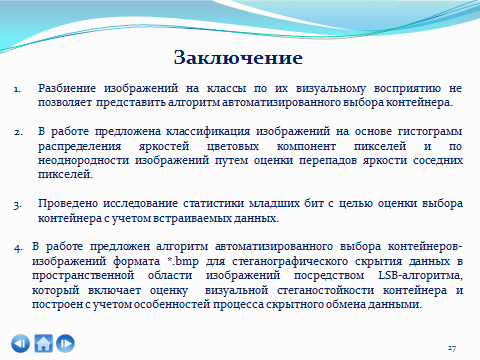 Заключение
1. Разбиение изображений на классы по их визуальному восприятию не
позволяет представить алгоритм автоматизированного выбора контейнера.
2. В работе предложена классификация изображений на основе гистограмм
распределения яркостей цветовых компонент пикселей и по
неоднородности изображений путем оценки перепадов яркости соседних
пикселей.
3. Проведено исследование статистики младших бит с целью оценки выбора
контейнера с учетом встраиваемых данных.
4. В работе предложен алгоритм автоматизированного выбора контейнеров-
изображений формата *.bmp для стеганографического скрытия данных в
пространственной области изображений посредством LSB-алгоритма,
который включает оценку визуальной стеганостойкости контейнера и
построен с учетом особенностей процесса скрытного обмена данными.
27